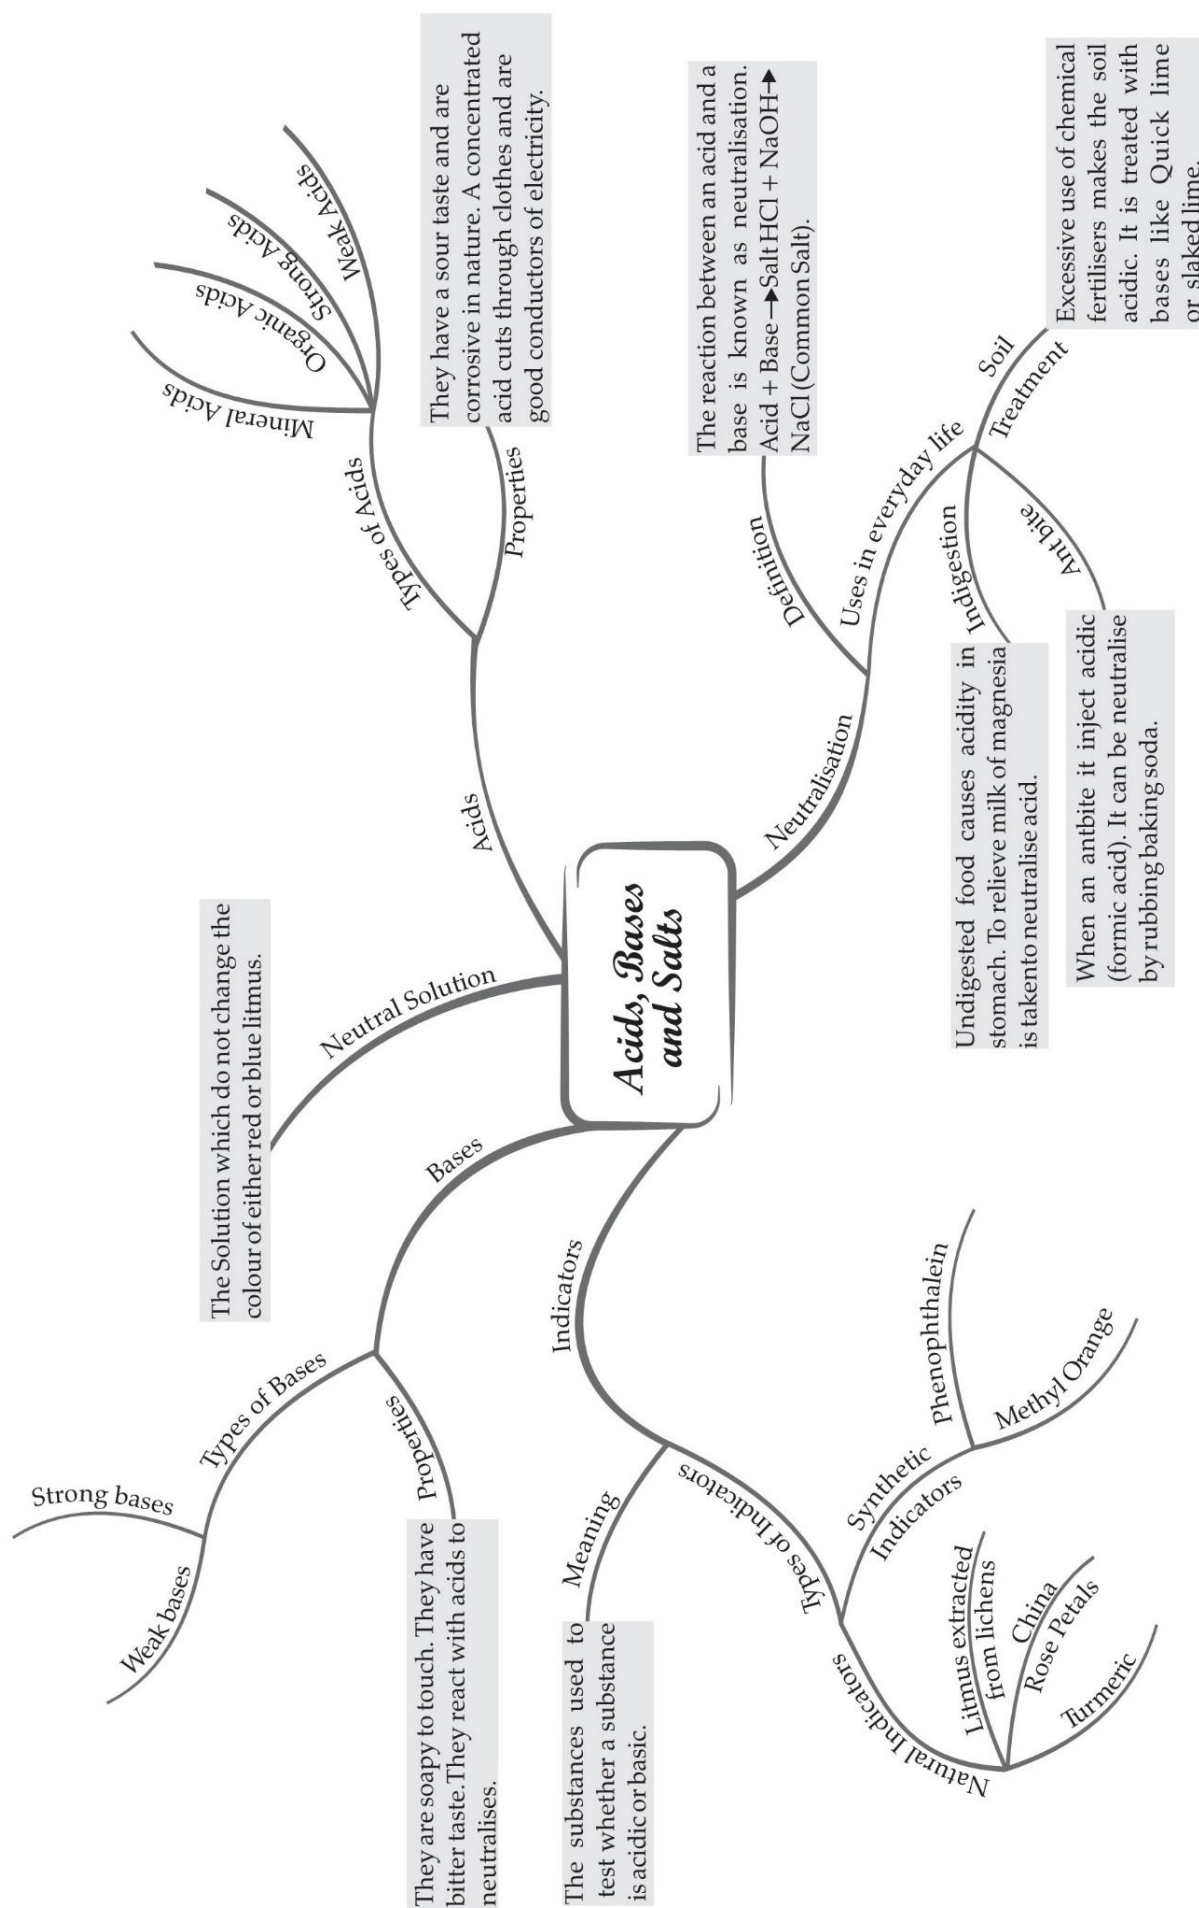 Acids, Bases
and Salts
Acids
Types of Acids
Mineral Acids
Organic Acids
Strong Acids
Weak Acids
Properties
They have a sour taste and are
corrosive in nature. A concentrated
acid cuts through clothes and are
good conductors of electricity.
Neutralisation
Definition
The reaction between an acid and a
base is known as neutralisation.
Acid + Base→Salt HCl + NaOH→
NaCl (Common Salt).
Uses in everyday life
Soil
Treatment
Excessive use of chemical
fertilisers makes the soil
acidic. It is treated with
bases like Quick lime
or slaked lime.
Indigestion
Undigested food causes acidity in
stomach. To relieve milk of magnesia
is takento neutralise acid.
Ant bite
When an antbite it inject acidic
(formic acid). It can be neutralise
by rubbing baking soda.
Neutral Solution
The Solution which do not change the
colour of either red or blue litmus.
Bases
Types of Bases
Strong bases
Weak bases
Properties
They are soapy to touch. They have
bitter taste.They react with acids to
neutralises.
Indicators
Meaning
The substances used to
test whether a substance
is acidic or basic.
Types of Indicators
Synthetic
Indicators
Phenophthalein
Methyl Orange
Natural Indicators
Litmus extracted
from lichens
China
Rose Petals
Turmeric